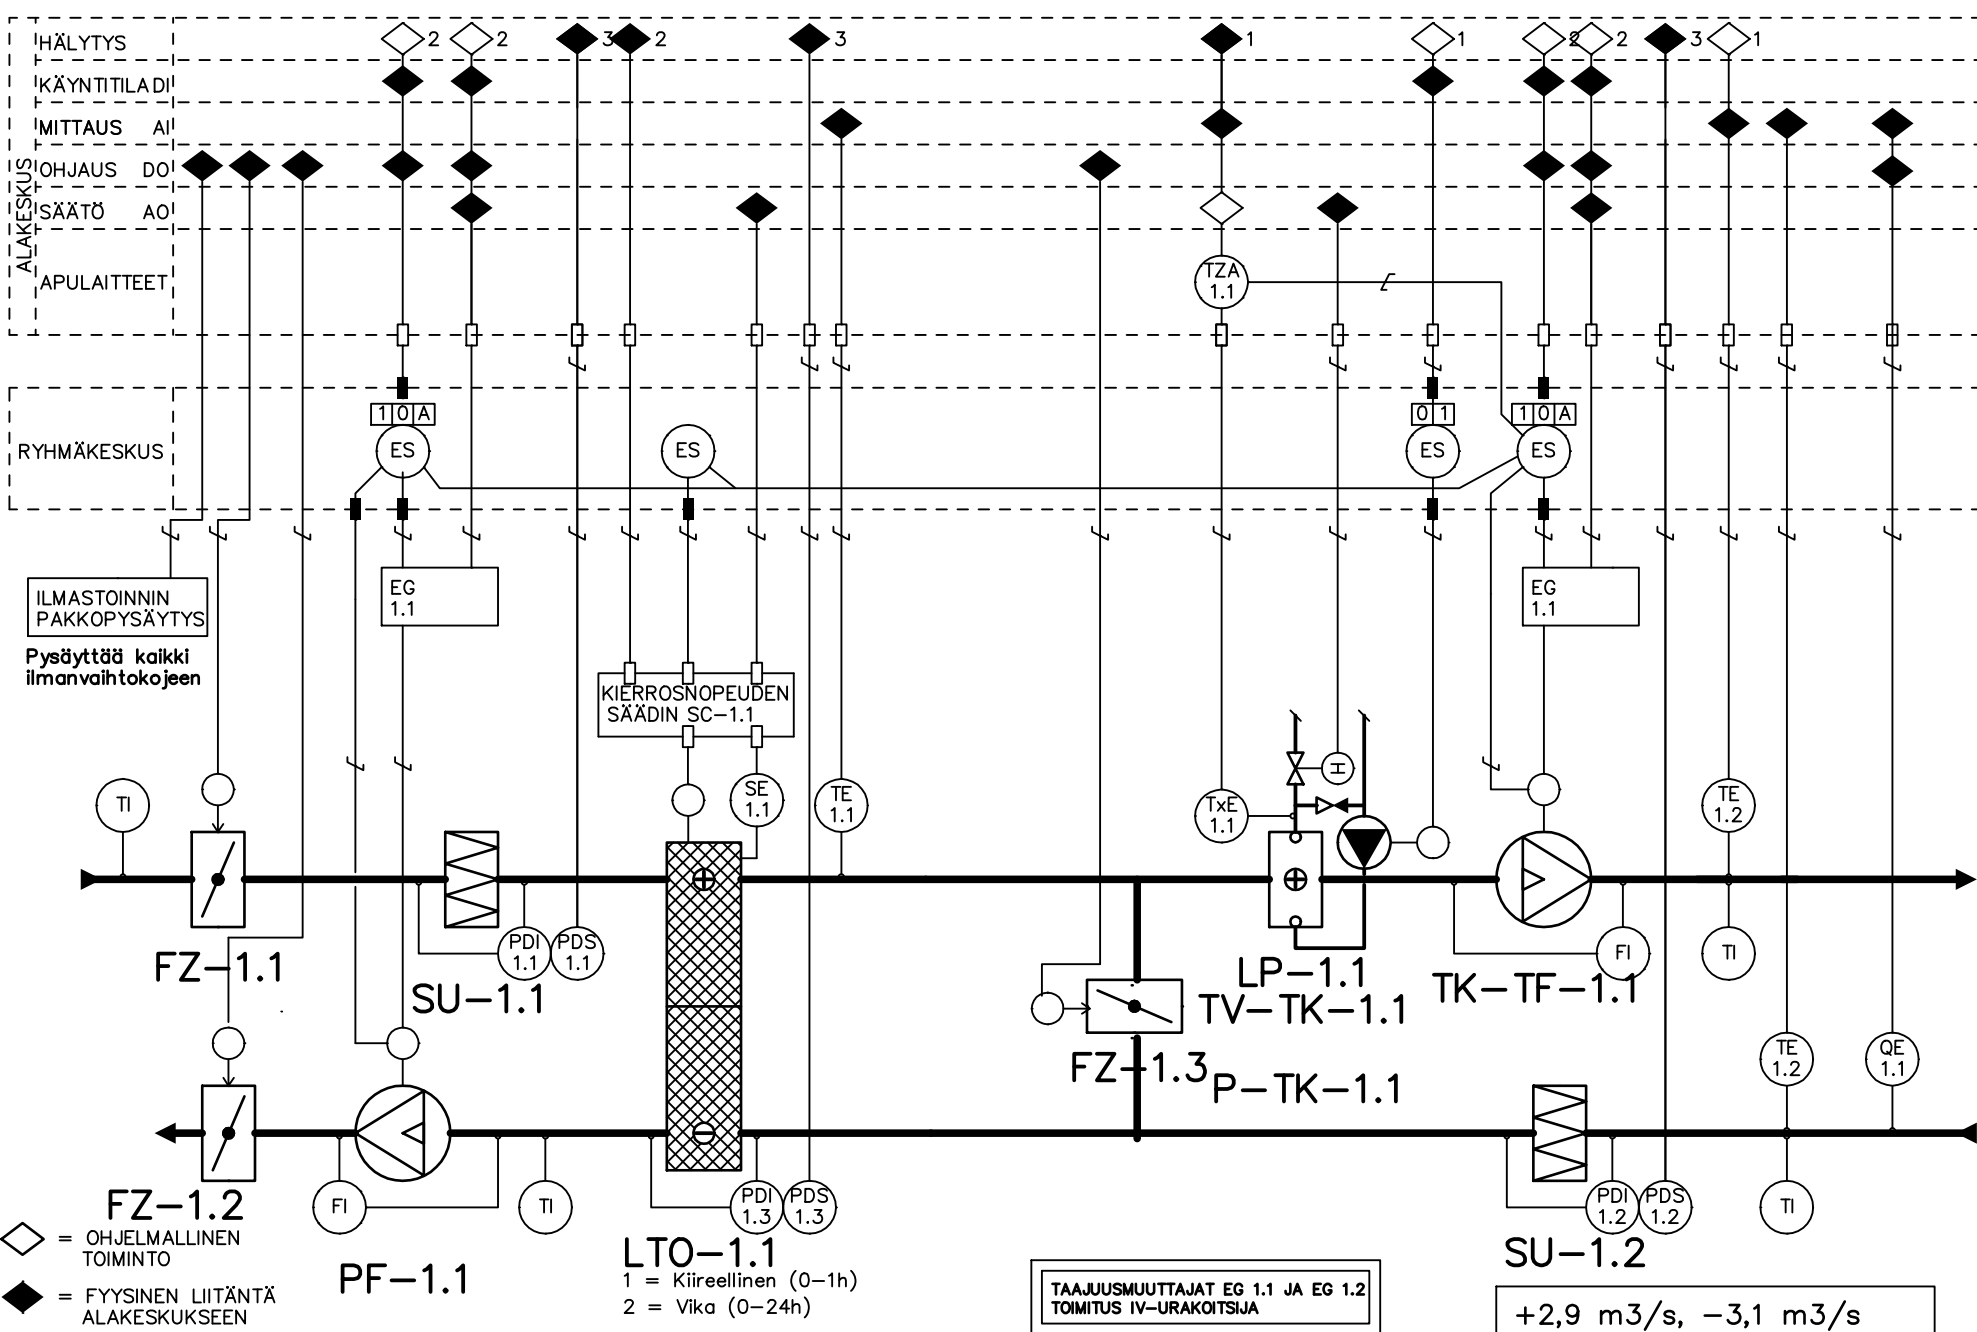 HÄLYTYS 2 2 3 2 3 1 1 2 2 3 1
KÄYNTITILA DI
MITTAUS AI
OHJAUS DO
SÄÄTÖ AO
ALAKESKUS
APULAITTEET
TZA
1.1
1 0 A
0 1
1 0 A
RYHMÄKESKUS
ES
ES
ES
ES
EG
1.1
EG
1.1
ILMASTOINNIN
PAKKOPYSÄYTYS
Pysäyttää kaikki
ilmanvaihtokojeen
KIERROSNOPEUDEN
SÄÄDIN SC-1.1
H
TI
SE
1.1
TE
1.1
TxE
1.1
TE
1.2
PDI
1.1
PDS
1.1
FI
TI
FZ-1.1
SU-1.1
LP-1.1
TV-TK-1.1
TK-TF-1.1
FZ-1.3
P-TK-1.1
TE
1.2
QE
1.1
FI
TI
PDI
1.3
PDS
1.3
PDI
1.2
PDS
1.2
TI
FZ-1.2
PF-1.1
LTO-1.1
SU-1.2
= OHJELMALLINEN
TOIMINTO
= FYYSINEN LIITÄNTÄ
ALAKESKUKSEEN
1 = Kiireellinen (0-1h)
2 = Vika (0-24h)
TAAJUUSMUUTTAJAT EG 1.1 JA EG 1.2
TOIMITUS IV-URAKOITSIJA
+2,9 m3/s, -3,1 m3/s